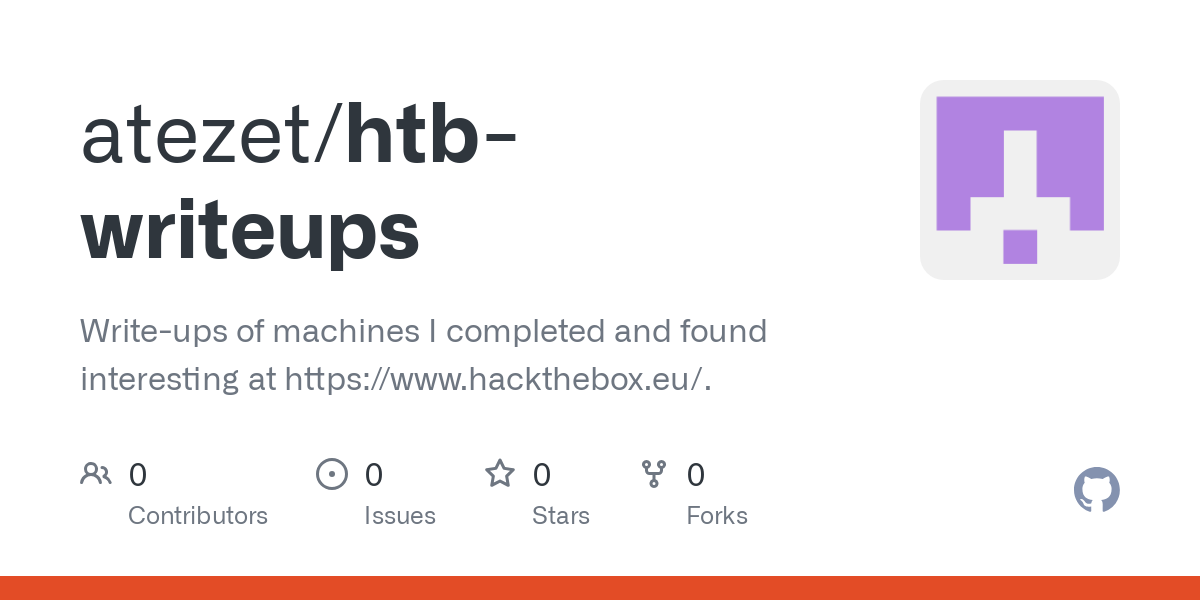 atezet/htb-
writeups
Write-ups of machines I completed and found
interesting at https://www.hackthebox.eu/.
0 0 0 0
Contributors Issues Stars Forks